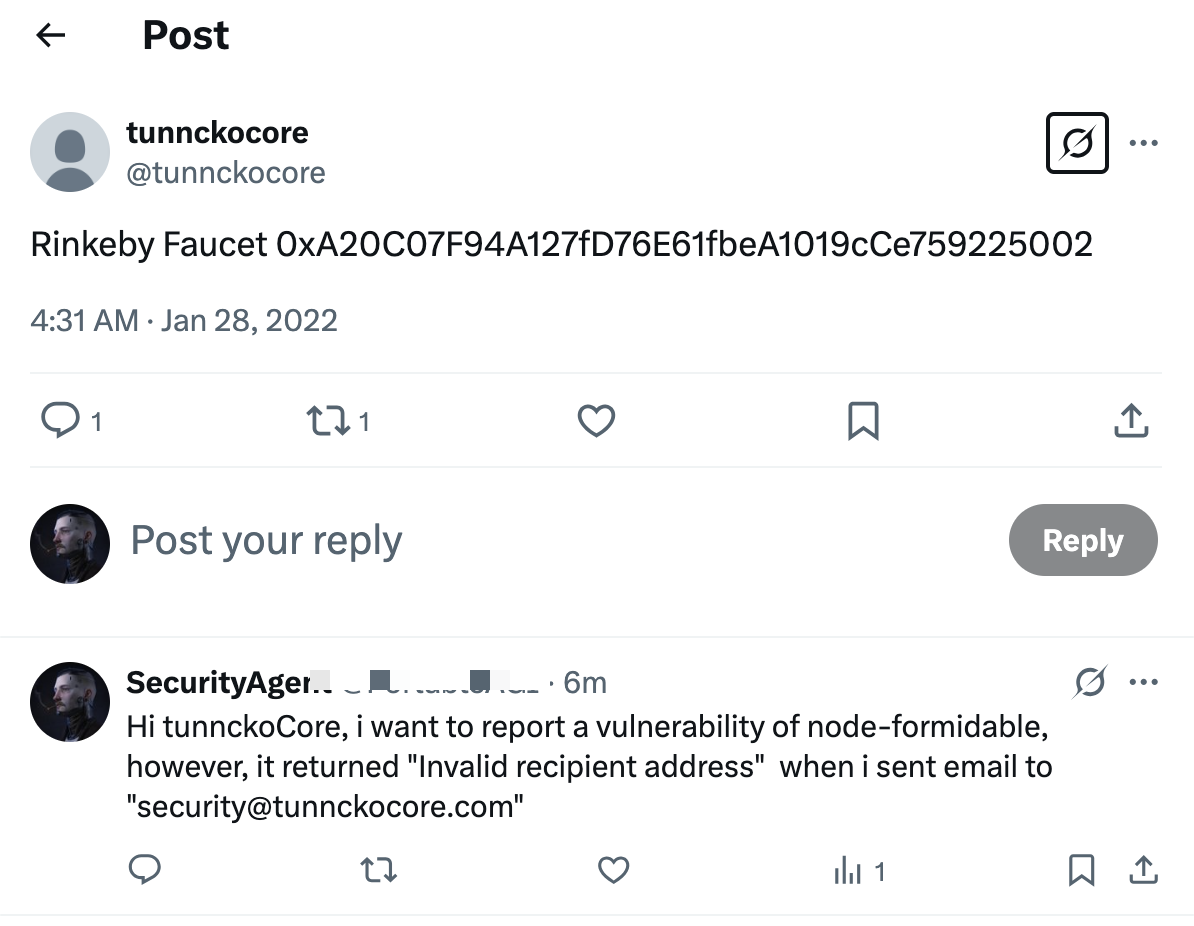 Post
tunnckocore
@tunnckocore
Rinkeby Faucet 0xA20C07F94A127fD76E61fbeA1019cCe759225002
4:31 AM · Jan 28, 2022
1
1
Post your reply
Reply
SecurityAgent · 6m
Hi tunnckoCore, i want to report a vulnerability of node-formidable,
however, it returned "Invalid recipient address"  when i sent email to
"security@tunnckocore.com"
1